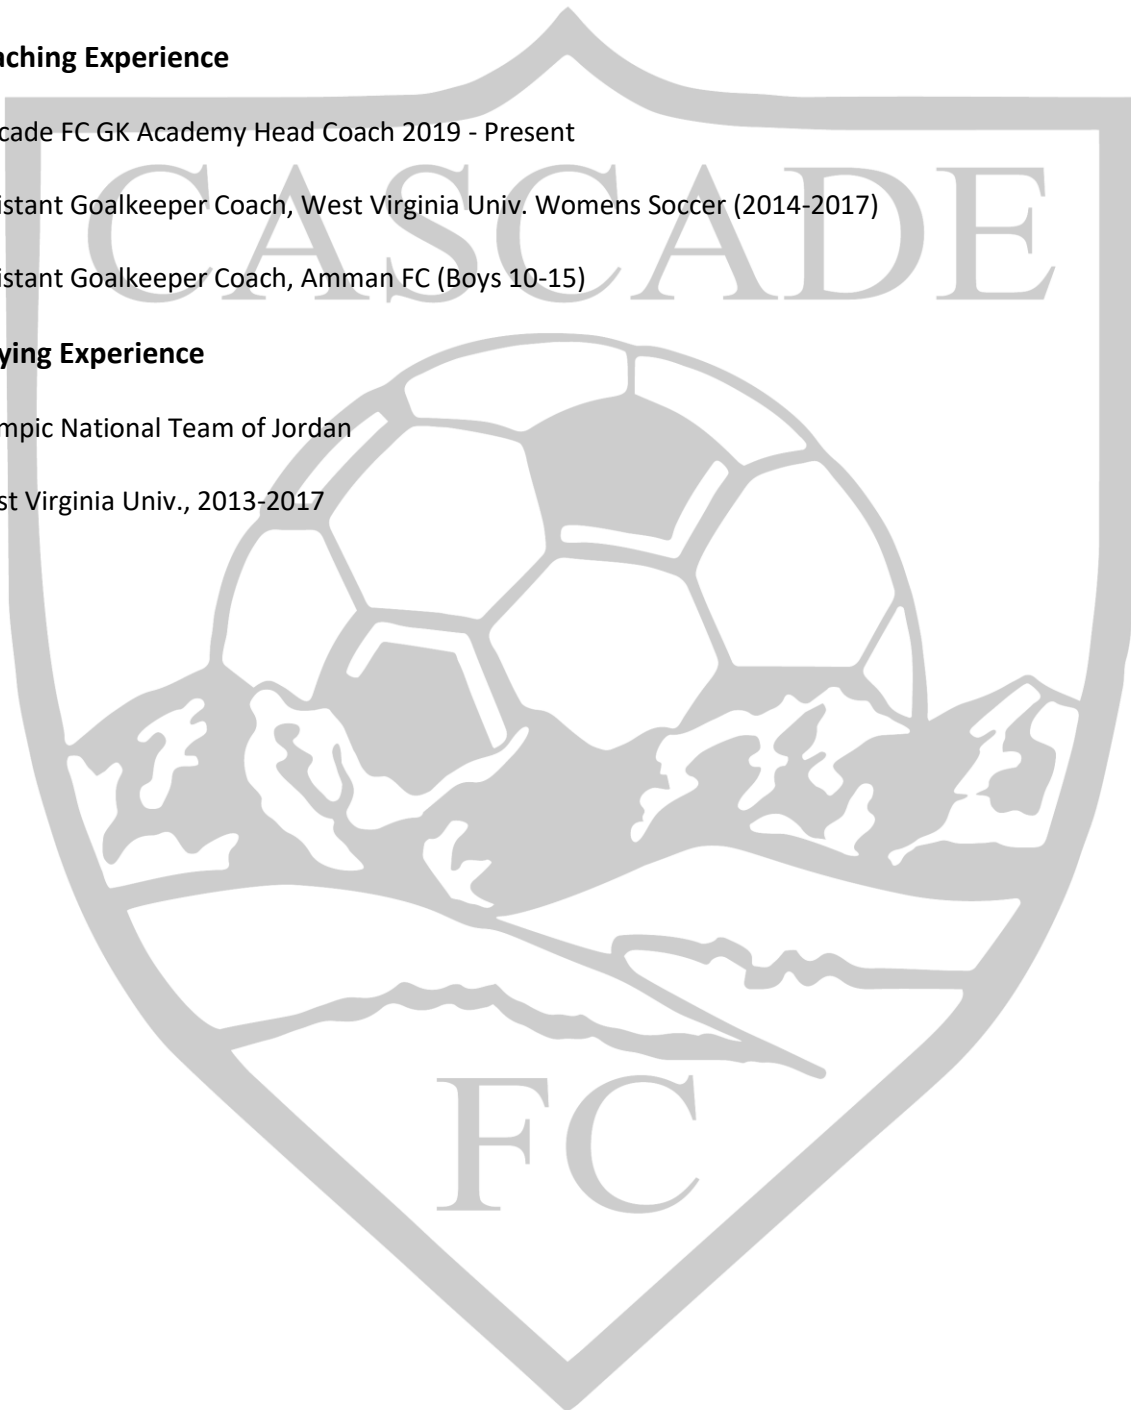 aching Experience
cade FC GK Academy Head Coach 2019 - Present
CASCADE
istant Goalkeeper Coach, West Virginia Univ. Womens Soccer (2014-2017)
istant Goalkeeper Coach, Amman FC (Boys 10-15)
ying Experience
mpic National Team of Jordan
st Virginia Univ., 2013-2017
FC